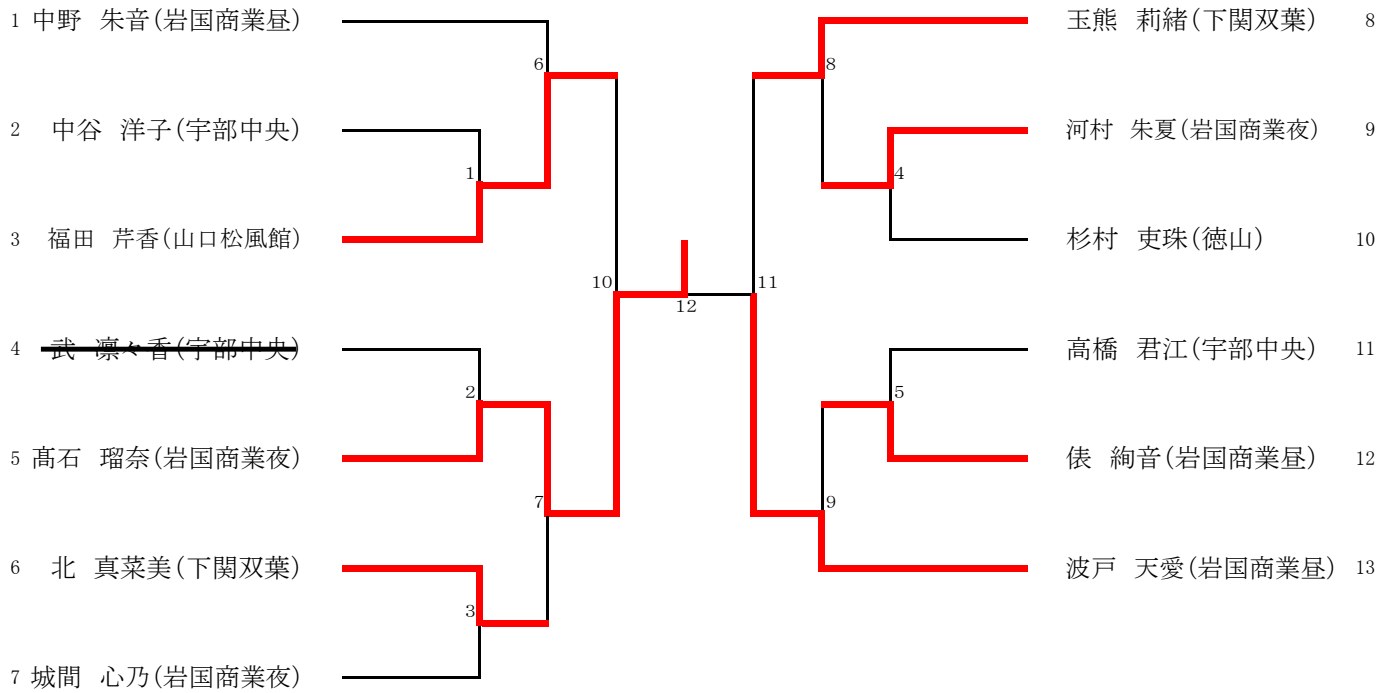 1 中野 朱音(岩国商業昼)
2 中谷 洋子(宇部中央)
3 福田 芹香(山口松風館)
4 武 凛々香(宇部中央)
5 髙石 瑠奈(岩国商業夜)
6 北 真菜美(下関双葉)
7 城間 心乃(岩国商業夜)
6
1
2
7
3
10
12
11
8
4
5
9
玉熊 莉緒(下関双葉) 8
河村 朱夏(岩国商業夜) 9
杉村 吏珠(徳山) 10
高橋 君江(宇部中央) 11
俵 絢音(岩国商業昼) 12
波戸 天愛(岩国商業昼) 13